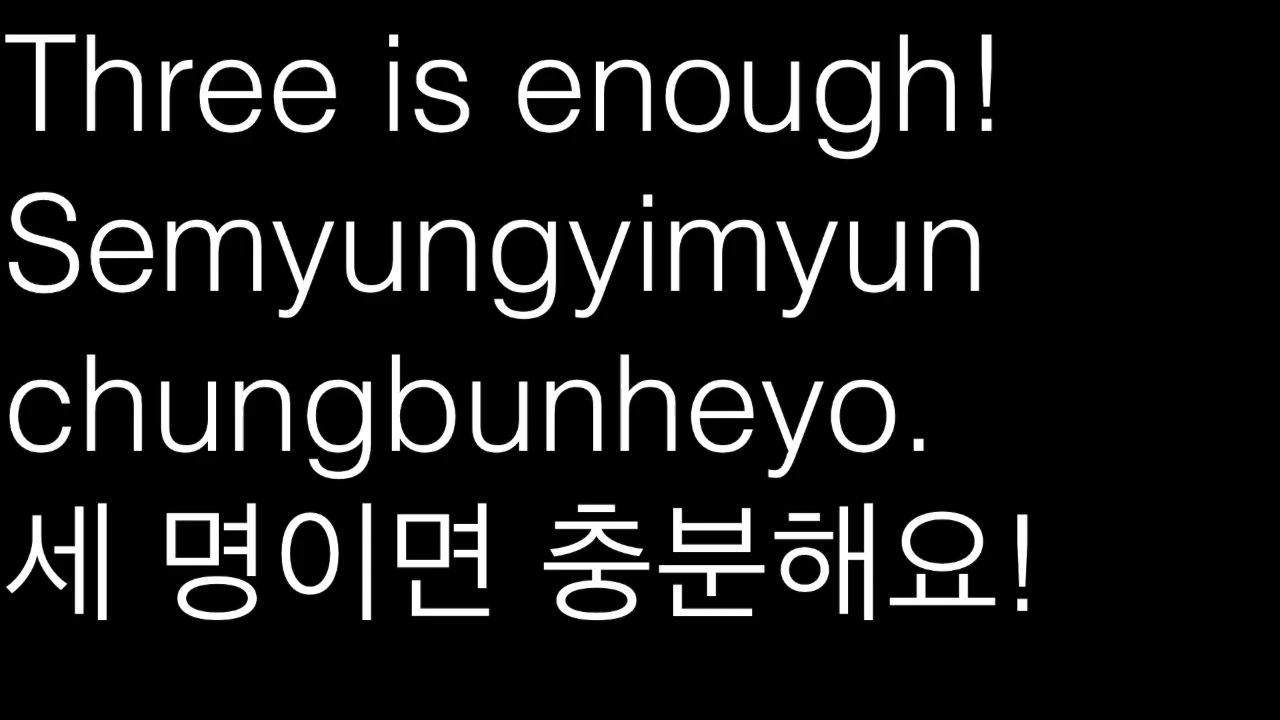 Three is enough!
Semyungyimyun
chungbunheyo.
세 명이면 충분해요!